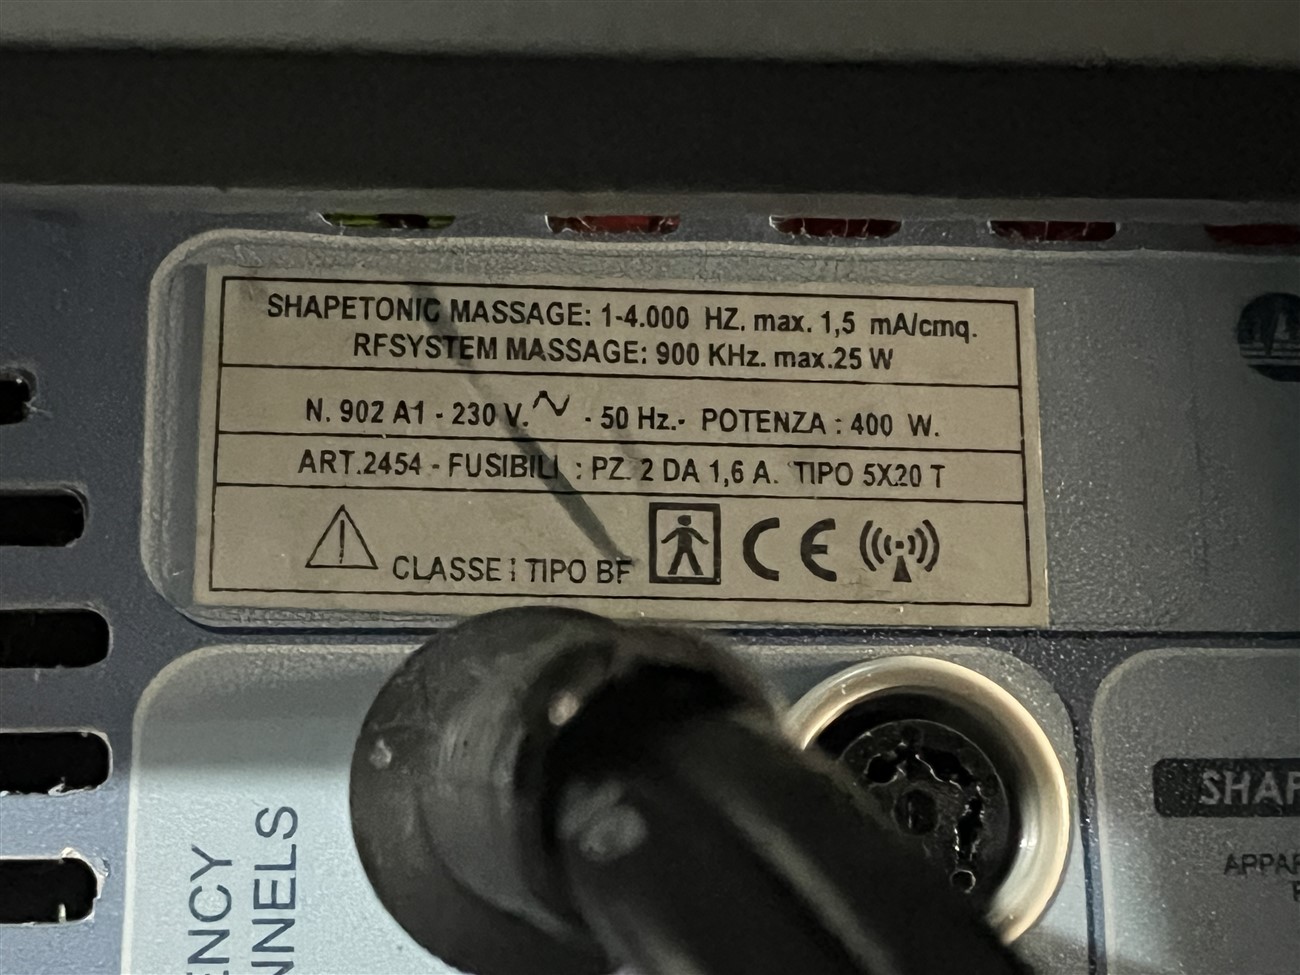 SHAPETONIC MASSAGE: 1-4.000 HZ. max. 1,5 mA/cmq.
RFSYSTEM MASSAGE: 900 KHz. max.25 W
N. 902 A1 - 230 V. - 50 Hz.- POTENZA : 400 W.
ART.2454 - FUSIBILI : PZ. 2 DA 1,6 A. TIPO 5X20 T
CLASSE I TIPO BF CE
ENCY
NNELS
SHAP
APPAR